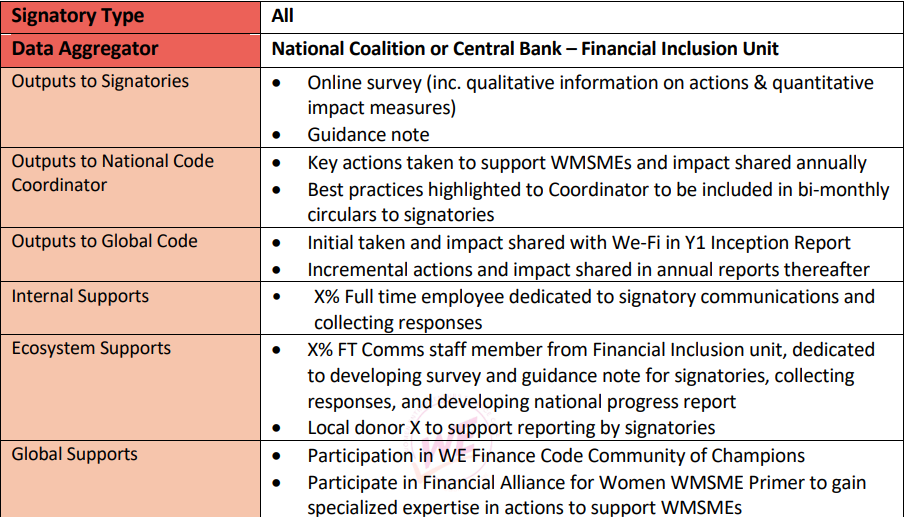 Signatory Type
All
Data Aggregator
National Coalition or Central Bank – Financial Inclusion Unit
Outputs to Signatories
• Online survey (inc. qualitative information on actions & quantitative
impact measures)
• Guidance note
Outputs to National Code
Coordinator
• Key actions taken to support WMSMEs and impact shared annually
• Best practices highlighted to Coordinator to be included in bi-monthly
circulars to signatories
Outputs to Global Code
• Initial taken and impact shared with We-Fi in Y1 Inception Report
• Incremental actions and impact shared in annual reports thereafter
Internal Supports
• X% Full time employee dedicated to signatory communications and
collecting responses
Ecosystem Supports
• X% FT Comms staff member from Financial Inclusion unit, dedicated
to developing survey and guidance note for signatories, collecting
responses, and developing national progress report
• Local donor X to support reporting by signatories
WE
Global Supports
• Participation in WE Finance Code Community of Champions
• Participate in Financial Alliance for Women WMSME Primer to gain
specialized expertise in actions to support WMSMEs